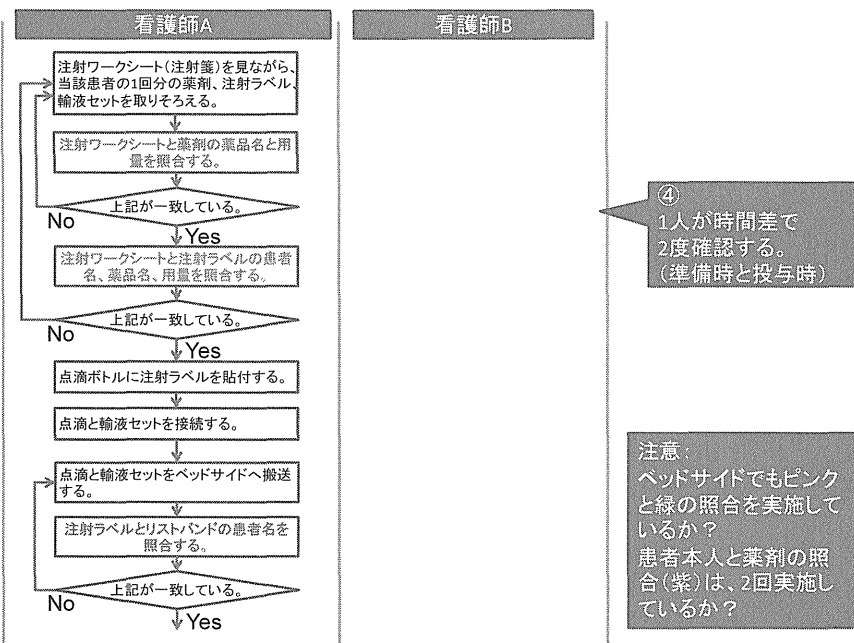 看護師A
看護師B
注射ワークシート(注射箋)を見ながら、
当該患者の1回分の薬剤、注射ラベル、
輸液セットを取りそろえる。
注射ワークシートと薬剤の薬品名と用
量を照合する。
上記が一致している。
No
Yes
注射ワークシートと注射ラベルの患者
名、薬品名、用量を照合する。
上記が一致している。
No
Yes
点滴ボトルに注射ラベルを貼付する。
点滴と輸液セットを接続する。
点滴と輸液セットをベッドサイドへ搬送
する。
注射ラベルとリストバンドの患者名を
照合する。
上記が一致している。
No
Yes
④
1人が時間差で
2度確認する。
(準備時と投与時)
注意:
ベッドサイドでもピンク
と緑の照合を実施して
いるか?
患者本人と薬剤の照
合(紫)は、2回実施し
ているか?